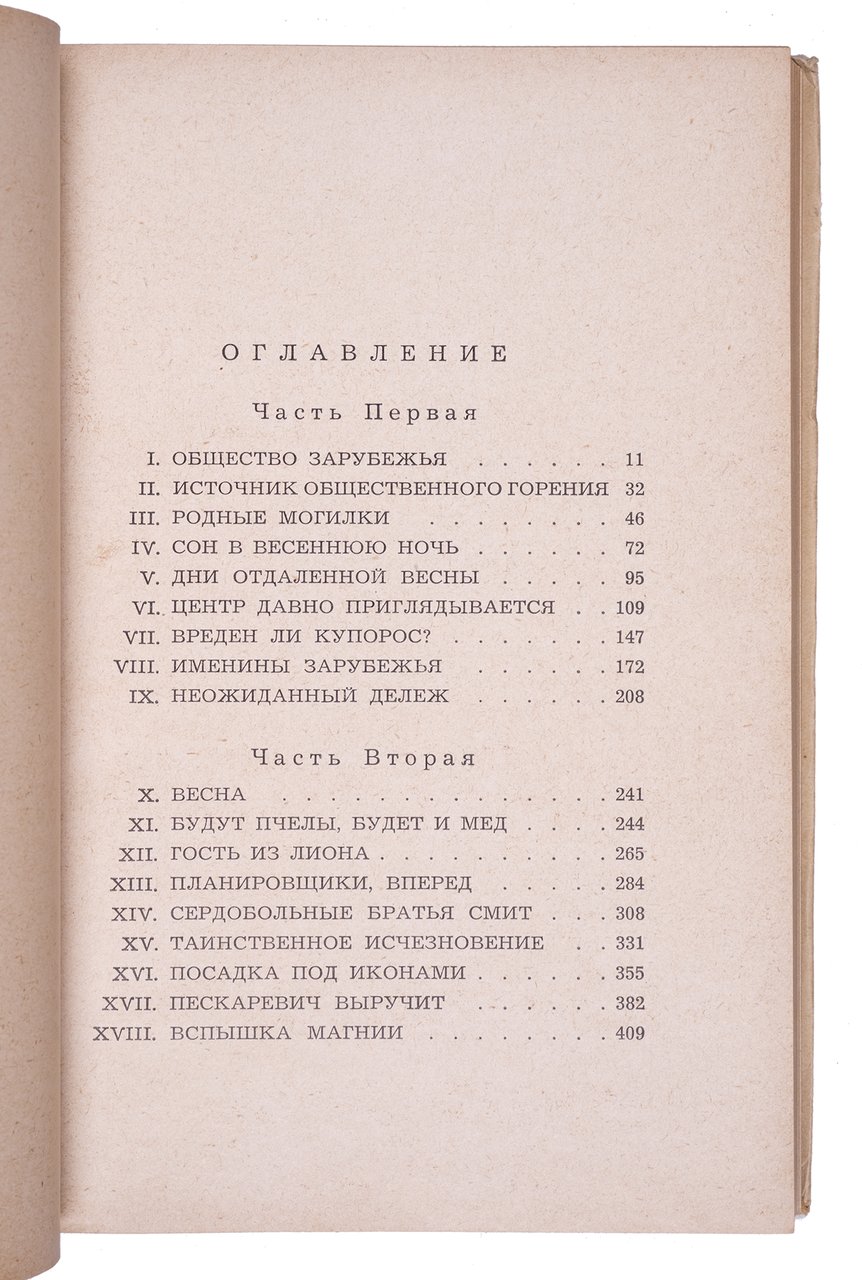 ОГЛАВЛЕНИЕ
Часть Первая
I. ОБЩЕСТВО ЗАРУБЕЖЬЯ . . . . . . 11
II. ИСТОЧНИК ОБЩЕСТВЕННОГО ГОРЕНИЯ 32
III. РОДНЫЕ МОГИЛКИ . . . . . . . . 46
IV. СОН В ВЕСЕННЮЮ НОЧЬ . . . . . . 72
V. ДНИ ОТДАЛЕННОЙ ВЕСНЫ . . . . . 95
VI. ЦЕНТР ДАВНО ПРИГЛЯДЫВАЕТСЯ . . 109
VII. ВРЕДЕН ЛИ КУПОРОС? . . . . . . . 147
VIII. ИМЕНИНЫ ЗАРУБЕЖЬЯ . . . . . . 172
IX. НЕОЖИДАННЫЙ ДЕЛЕЖ . . . . . . 208
Часть Вторая
X. ВЕСНА . . . . . . . . . . . . . . 241
XI. БУДУТ ПЧЕЛЫ, БУДЕТ И МЕД . . . . 244
XII. ГОСТЬ ИЗ ЛИОНА . . . . . . . . . . 265
XIII. ПЛАНИРОВЩИКИ, ВПЕРЕД . . . . . 284
XIV. СЕРДОБОЛЬНЫЕ БРАТЬЯ СМИТ . . . 308
XV. ТАИНСТВЕННОЕ ИСЧЕЗНОВЕНИЕ . . 331
XVI. ПОСАДКА ПОД ИКОНАМИ . . . . . . 355
XVII. ПЕСКАРЕВИЧ ВЫРУЧИТ . . . . . . 382
XVIII. ВСПЫШКА МАГНИИ . . . . . . . . 409